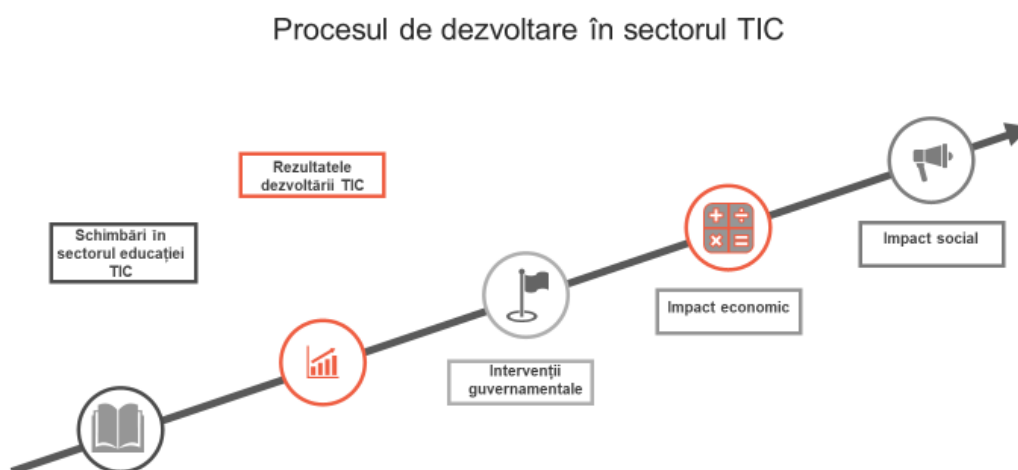 Procesul de dezvoltare în sectorul TIC
Schimbări în
sectorul educației
TIC
Rezultatele
dezvoltării TIC
Intervenții
guvernamentale
Impact economic
Impact social